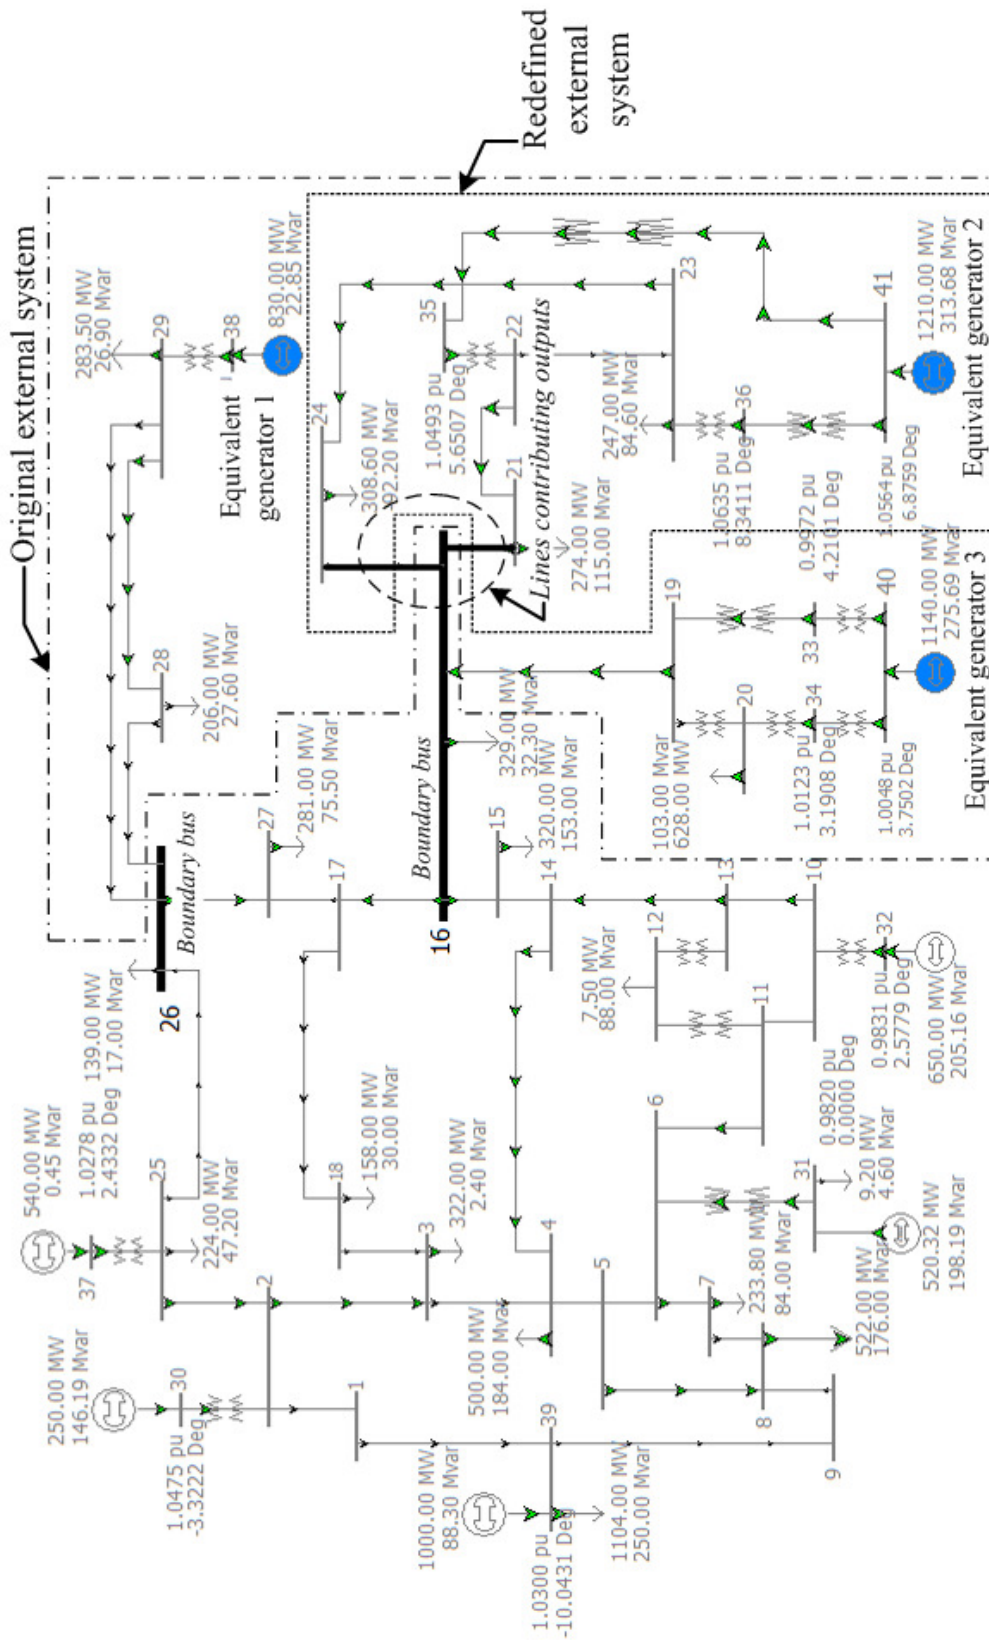 Original external system
Redefined
external
system
283.50 MW
26.90 Mvar
29
38
830.00 MW
22.85 Mvar
Equivalent
generator 1
28
206.00 MW
27.60 Mvar
24
308.60 MW
92.20 Mvar
35
1.0493 pu
5.6507 Deg
22
21
274.00 MW
115.00 Mvar
Lines contributing outputs
23
247.00 MW
84.60 Mvar
36
1.0635 pu
8.3411 Deg
0.9972 pu
4.2101 Deg
41
1.0564 pu
6.8759 Deg
1210.00 MW
313.68 Mvar
Equivalent generator 2
19
20
33
34
103.00 Mvar
628.00 MW
1.0123 pu
3.1908 Deg
1.0048 pu
3.7502 Deg
40
1140.00 MW
275.69 Mvar
Equivalent generator 3
Boundary bus
26
139.00 MW
17.00 Mvar
27
281.00 MW
75.50 Mvar
17
Boundary bus
16
329.00 MW
32.30 Mvar
15
320.00 MW
153.00 Mvar
14
13
12
7.50 MW
88.00 Mvar
10
11
32
0.9831 pu
2.5779 Deg
650.00 MW
205.16 Mvar
540.00 MW
0.45 Mvar
37
1.0278 pu
2.4332 Deg
25
224.00 MW
47.20 Mvar
18
158.00 MW
30.00 Mvar
3
322.00 MW
2.40 Mvar
2
4
500.00 MW
184.00 Mvar
5
6
7
233.80 MW
84.00 Mvar
8
522.00 MW
176.00 Mvar
31
0.9820 pu
0.0000 Deg
9.20 MW
4.60 Mvar
520.32 MW
198.19 Mvar
250.00 MW
146.19 Mvar
30
1.0475 pu
-3.3222 Deg
1
1000.00 MW
88.30 Mvar
39
1.0300 pu
-10.0431 Deg
1104.00 MW
250.00 Mvar
9